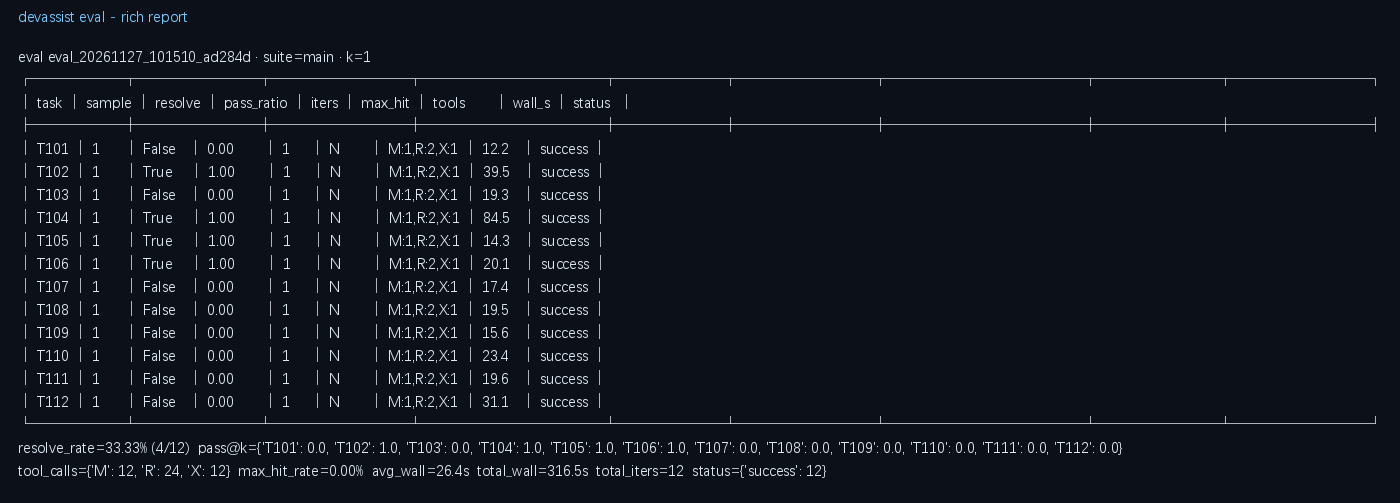 devassist eval - rich report
eval eval_20261127_101510_ad284d · suite=main · k=1
│ task │ sample │ resolve │ pass_ratio │ iters │ max_hit │ tools │ wall_s │ status │
│ T101 │ 1 │ False │ 0.00 │ 1 │ N │ M:1,R:2,X:1 │ 12.2 │ success │
│ T102 │ 1 │ True │ 1.00 │ 1 │ N │ M:1,R:2,X:1 │ 39.5 │ success │
│ T103 │ 1 │ False │ 0.00 │ 1 │ N │ M:1,R:2,X:1 │ 19.3 │ success │
│ T104 │ 1 │ True │ 1.00 │ 1 │ N │ M:1,R:2,X:1 │ 84.5 │ success │
│ T105 │ 1 │ True │ 1.00 │ 1 │ N │ M:1,R:2,X:1 │ 14.3 │ success │
│ T106 │ 1 │ True │ 1.00 │ 1 │ N │ M:1,R:2,X:1 │ 20.1 │ success │
│ T107 │ 1 │ False │ 0.00 │ 1 │ N │ M:1,R:2,X:1 │ 17.4 │ success │
│ T108 │ 1 │ False │ 0.00 │ 1 │ N │ M:1,R:2,X:1 │ 19.5 │ success │
│ T109 │ 1 │ False │ 0.00 │ 1 │ N │ M:1,R:2,X:1 │ 15.6 │ success │
│ T110 │ 1 │ False │ 0.00 │ 1 │ N │ M:1,R:2,X:1 │ 23.4 │ success │
│ T111 │ 1 │ False │ 0.00 │ 1 │ N │ M:1,R:2,X:1 │ 19.6 │ success │
│ T112 │ 1 │ False │ 0.00 │ 1 │ N │ M:1,R:2,X:1 │ 31.1 │ success │
resolve_rate=33.33% (4/12) pass@k={'T101': 0.0, 'T102': 1.0, 'T103': 0.0, 'T104': 1.0, 'T105': 1.0, 'T106': 1.0, 'T107': 0.0, 'T108': 0.0, 'T109': 0.0, 'T110': 0.0, 'T111': 0.0, 'T112': 0.0}
tool_calls={'M': 12, 'R': 24, 'X': 12} max_hit_rate=0.00% avg_wall=26.4s total_wall=316.5s total_iters=12 status={'success': 12}